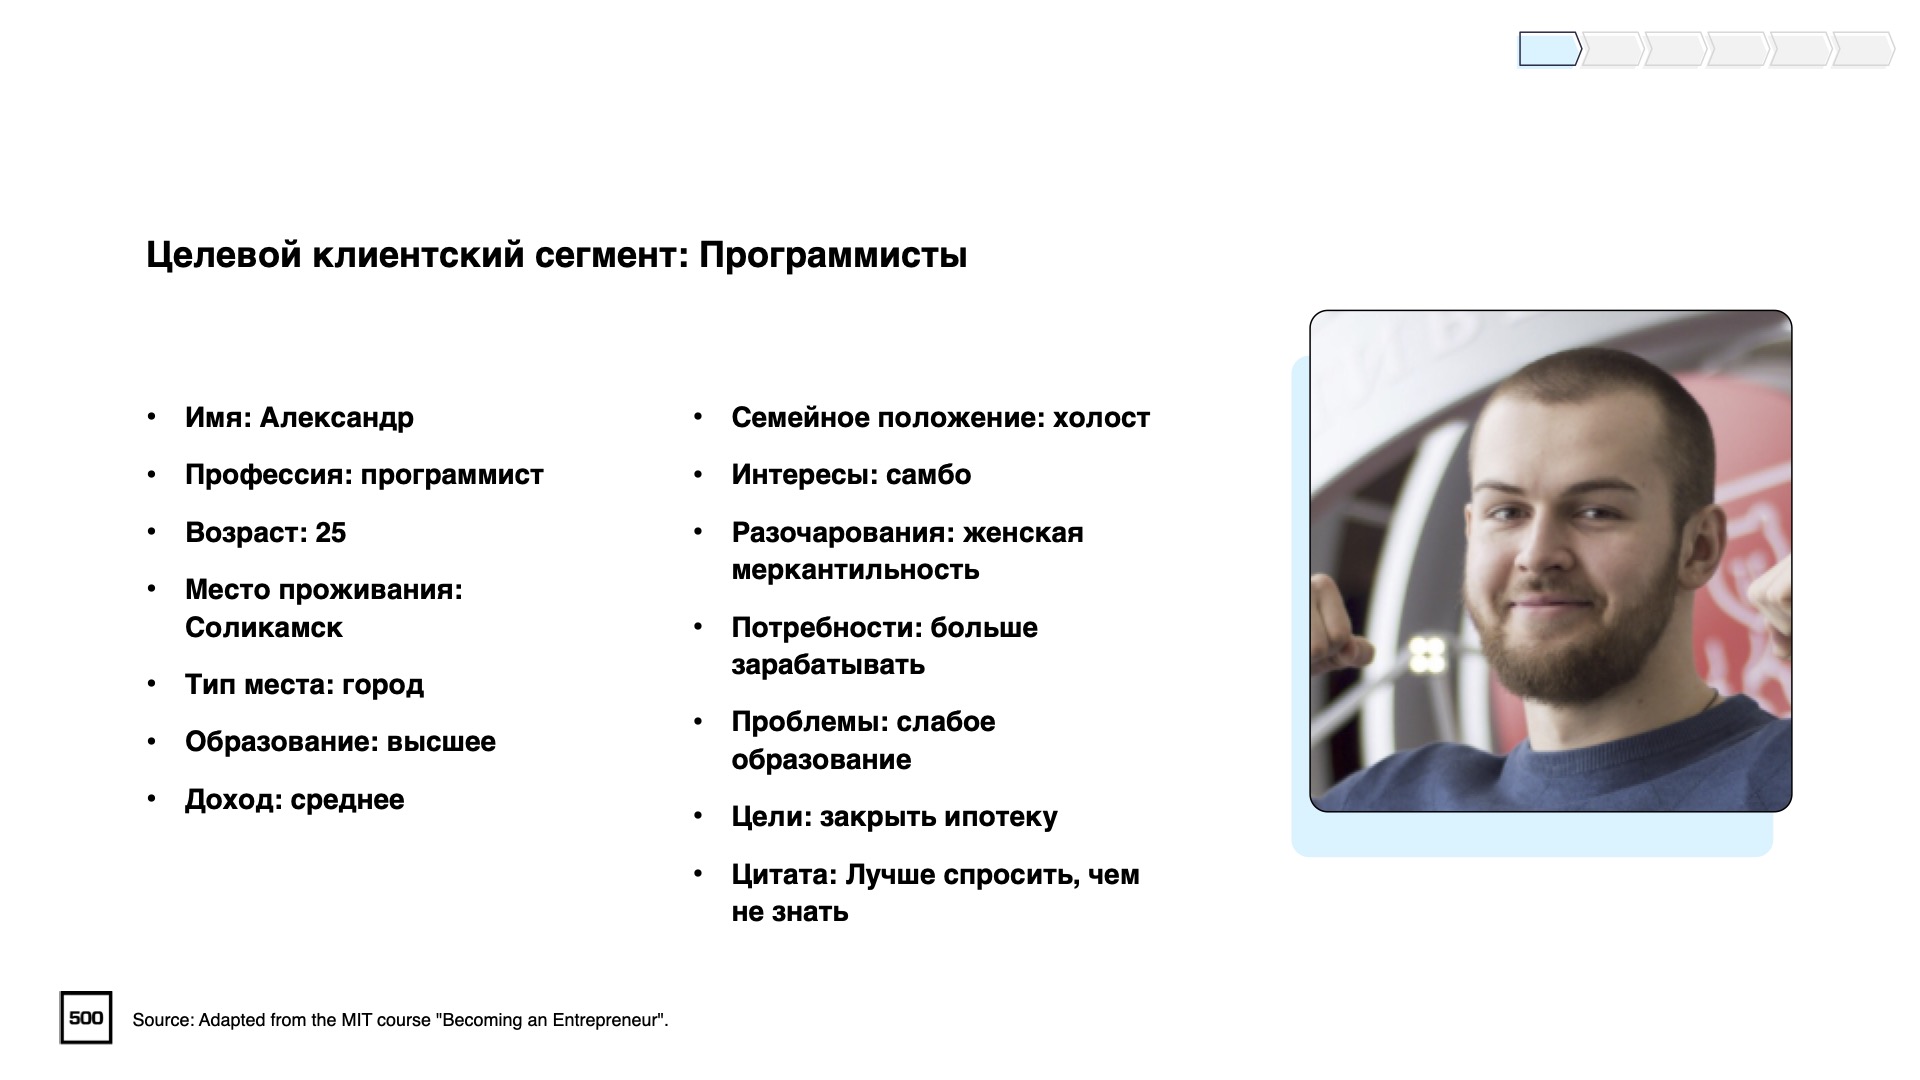 Целевой клиентский сегмент: Программисты
• Имя: Александр
• Профессия: программист
• Возраст: 25
• Место проживания:
Соликамск
• Тип места: город
• Образование: высшее
• Доход: среднее
• Семейное положение: холост
• Интересы: самбо
• Разочарования: женская
меркантильность
• Потребности: больше
зарабатывать
• Проблемы: слабое
образование
• Цели: закрыть ипотеку
• Цитата: Лучше спросить, чем
не знать
500
Source: Adapted from the MIT course "Becoming an Entrepreneur".